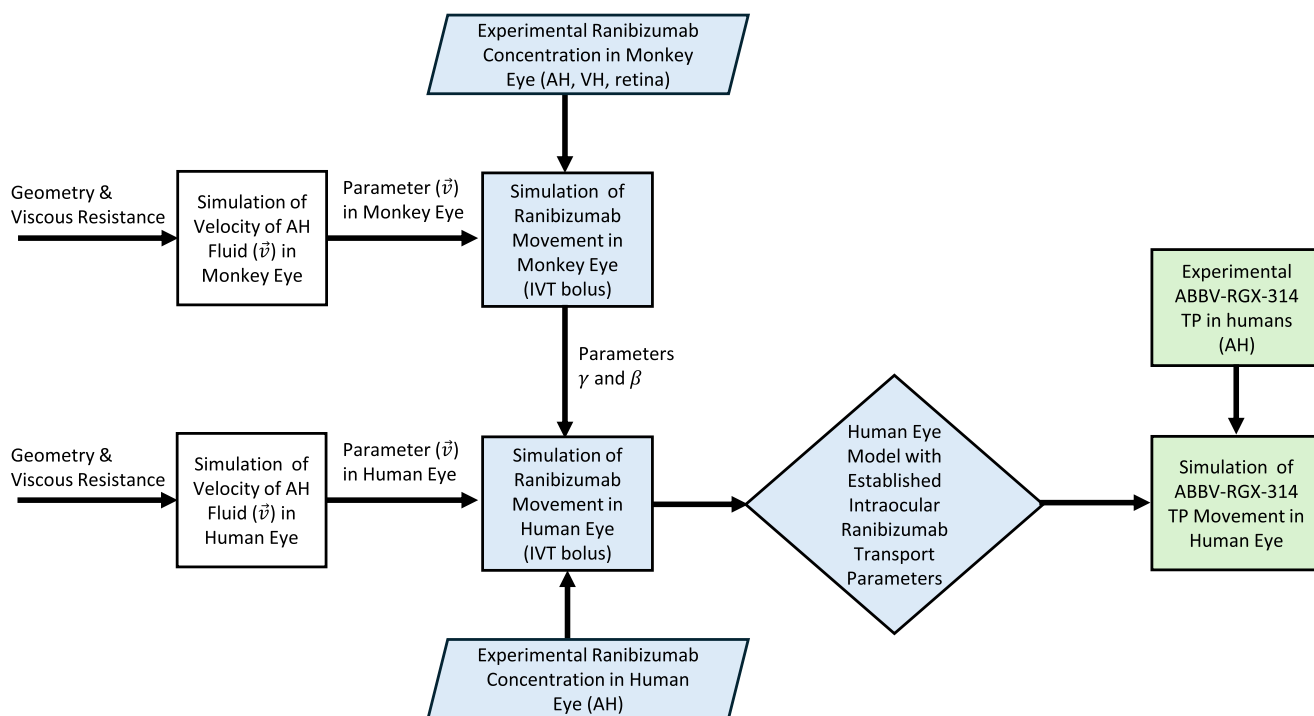 Experimental Ranibizumab
Concentration in Monkey
Eye (AH, VH, retina)
Geometry &
Viscous Resistance
Simulation of
Velocity of AH
Fluid (v⃗) in
Monkey Eye
Parameter (v⃗)
in Monkey Eye
Simulation of
Ranibizumab
Movement in
Monkey Eye
(IVT bolus)
Parameters
γ and β
Geometry &
Viscous Resistance
Simulation of
Velocity of AH
Fluid (v⃗) in
Human Eye
Parameter (v⃗)
in Human Eye
Simulation of
Ranibizumab
Movement in
Human Eye
(IVT bolus)
Experimental Ranibizumab
Concentration in Human
Eye (AH)
Human Eye
Model with
Established
Intraocular
Ranibizumab
Transport
Parameters
Experimental
ABBV-RGX-314
TP in humans
(AH)
Simulation of
ABBV-RGX-314
TP Movement in
Human Eye